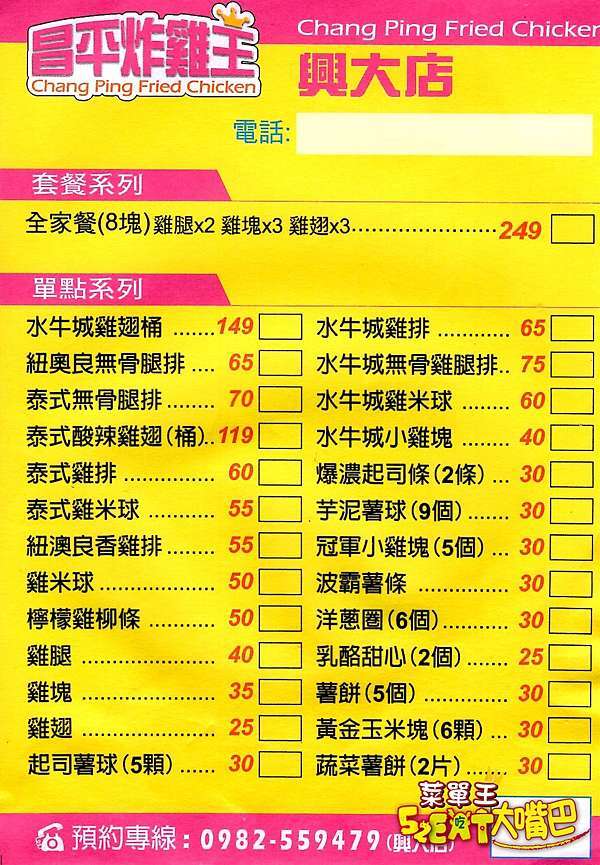 昌平炸雞王
Chang Ping Fried Chicken
Chang Ping Fried Chicken
興大店
電話:
套餐系列
全家餐(8塊)雞腿x2 雞塊x3 雞翅x3......................249
單點系列
水牛城雞翅桶 .......149
紐奧良無骨腿排 .... 65
泰式無骨腿排......... 70
泰式酸辣雞翅(桶)..119
泰式雞排 .............. 60
泰式雞米球 ........... 55
紐澳良香雞排......... 55
雞米球.................. 50
檸檬雞柳條 ........... 50
雞腿 .................... 40
雞塊 .................... 35
雞翅 .................... 25
起司薯球(5顆) ....... 30
水牛城雞排 ........... 65
水牛城無骨雞腿排.. 75
水牛城雞米球 ........ 60
水牛城小雞塊 ........ 40
爆濃起司條(2條) ... 30
芋泥薯球(9個) ....... 30
冠軍小雞塊(5個) ... 30
波霸薯條 .............. 30
洋蔥圈(6個)........... 30
乳酪甜心(2個)....... 25
薯餅(5個) ............. 30
黃金玉米塊(6顆) ... 30
蔬菜薯餅(2片) ....... 30
預約專線: 0982-559479(興大店)
菜單王
52EAT大嘴巴
吃